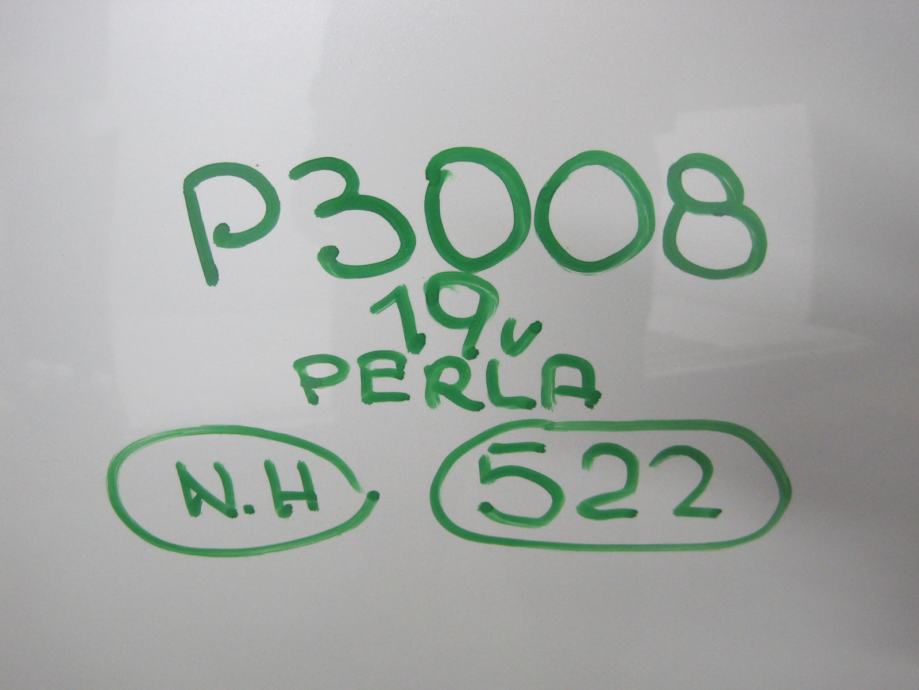 P3008
19v
PERLA
N.H 522